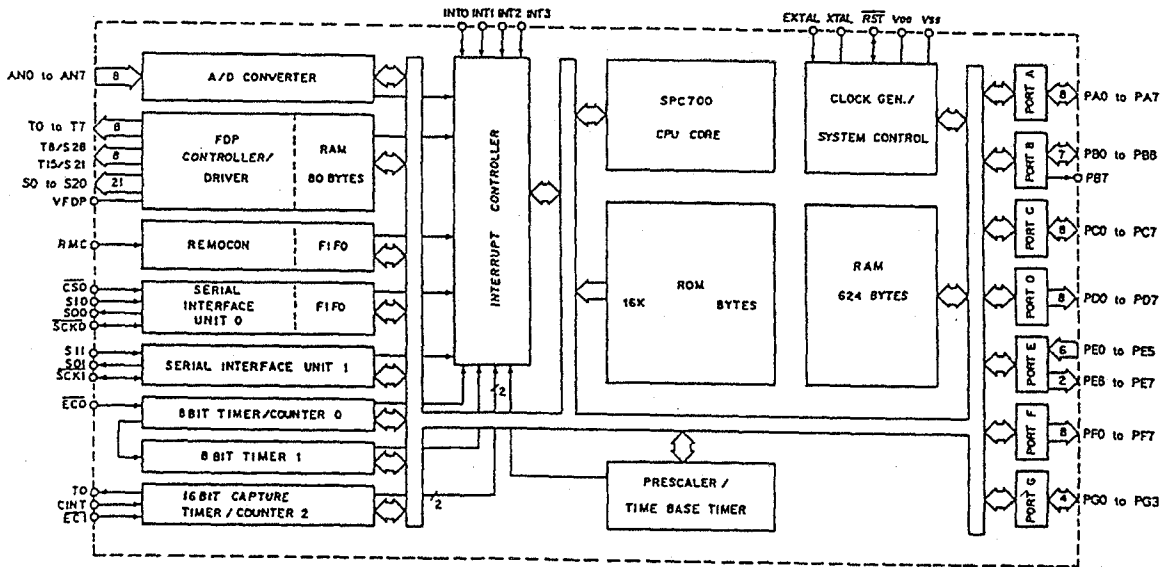 INT0 INT1 INT2 INT3
EXTAL XTAL RST VDD VSS
AN0 to AN7
8
A/D CONVERTER
T0 to T7
8
T8/S28
8
T15/S21
S0 to S20
21
VFDP
FDP
CONTROLLER/
DRIVER
RAM
80 BYTES
RMC
REMOCON
FIFO
CS0
SI0
SO0
SCK0
SERIAL
INTERFACE
UNIT 0
FIFO
SI1
SO1
SCK1
SERIAL INTERFACE UNIT 1
EC0
8BIT TIMER/COUNTER 0
8BIT TIMER 1
TO
CINT
EC1
16BIT CAPTURE
TIMER/COUNTER 2
2
INTERRUPT CONTROLLER
2
SPC700
CPU CORE
CLOCK GEN./
SYSTEM CONTROL
ROM
16K BYTES
RAM
624 BYTES
PRESCALER/
TIME BASE TIMER
PORT A
8
PA0 to PA7
PORT B
7
PB0 to PB6
PB7
PORT C
8
PC0 to PC7
PORT D
8
PD0 to PD7
PORT E
6
PE0 to PE5
2
PE6 to PE7
PORT F
8
PF0 to PF7
PORT G
4
PG0 to PG3